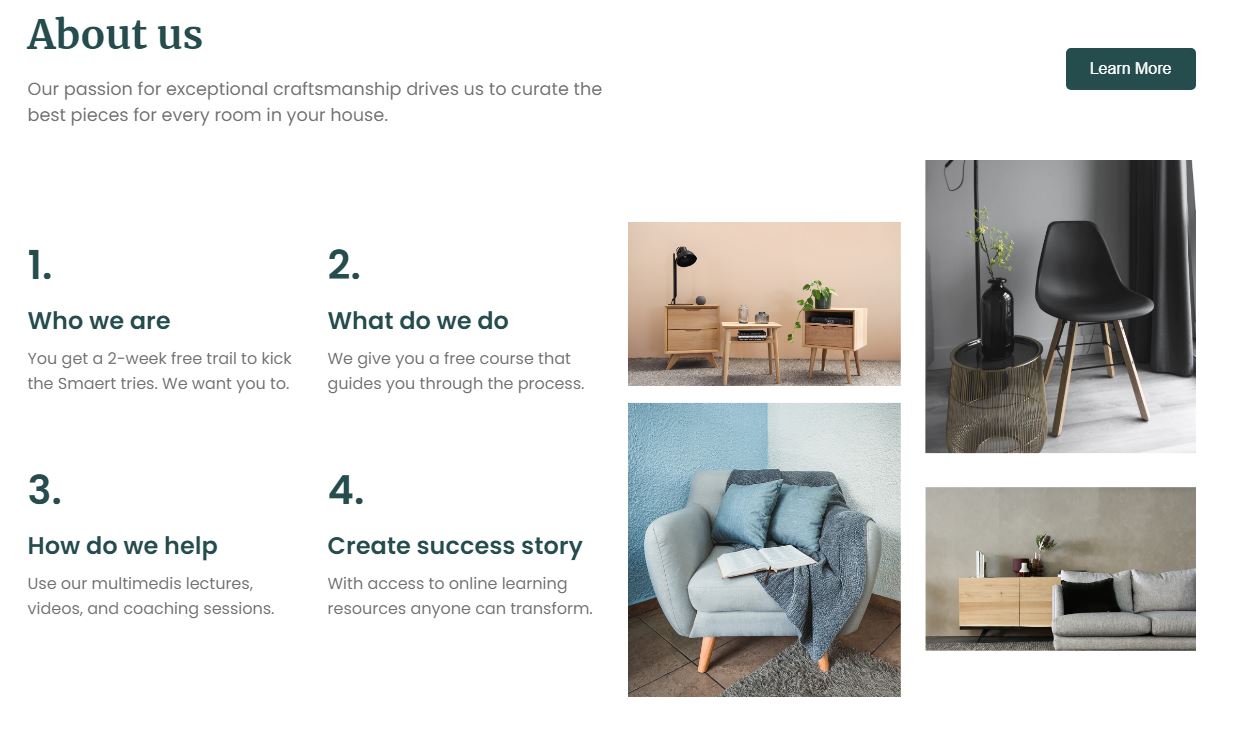 About us
Our passion for exceptional craftsmanship drives us to curate the
best pieces for every room in your house.
Learn More
1.
Who we are
You get a 2-week free trail to kick
the Smaert tries. We want you to.
2.
What do we do
We give you a free course that
guides you through the process.
3.
How do we help
Use our multimedis lectures,
videos, and coaching sessions.
4.
Create success story
With access to online learning
resources anyone can transform.